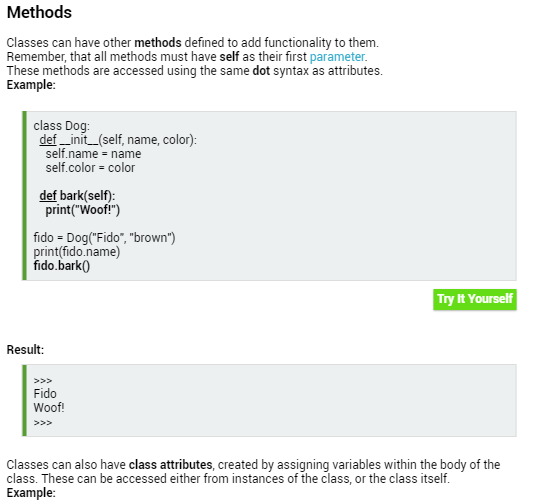 Methods
Classes can have other methods defined to add functionality to them.
Remember, that all methods must have self as their first parameter.
These methods are accessed using the same dot syntax as attributes.
Example:
class Dog:
def __init__(self, name, color):
self.name = name
self.color = color
def bark(self):
print("Woof!")
fido = Dog("Fido", "brown")
print(fido.name)
fido.bark()
Try It Yourself
Result:
>>>
Fido
Woof!
>>>
Classes can also have class attributes, created by assigning variables within the body of the
class. These can be accessed either from instances of the class, or the class itself.
Example: